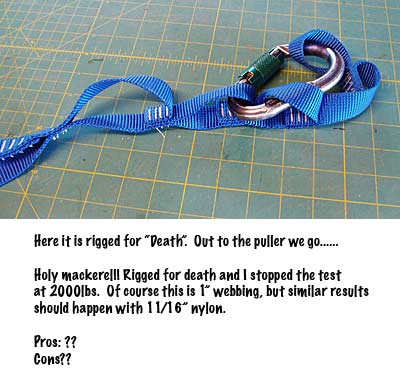 Here it is rigged for "Death". Out to the puller we go......
Holy mackerel!! Rigged for death and I stopped the test
at 2000lbs. Of course this is 1" webbing, but similar results
should happen with 1 1/16" nylon.
Pros: ??
Cons??